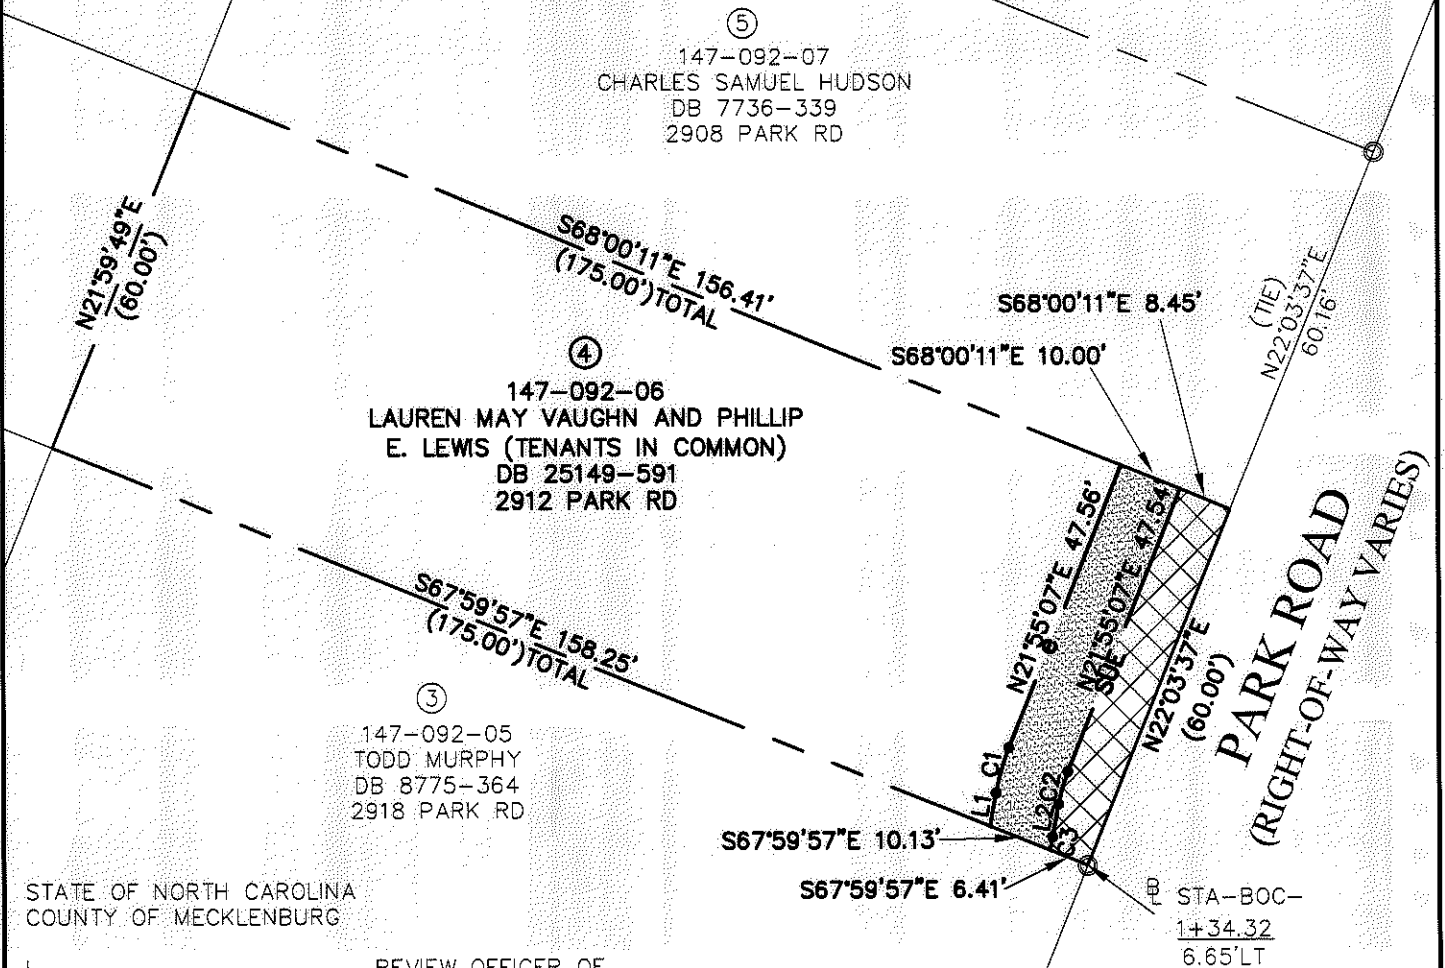 5
147-092-07
CHARLES SAMUEL HUDSON
DB 7736-339
2908 PARK RD
N21°59'49"E
(60.00')
S68°00'11"E 156.41'
(175.00')TOTAL
S68°00'11"E 8.45'
S68°00'11"E 10.00'
(TIE)
N22°03'37"E
60.16'
4
147-092-06
LAUREN MAY VAUGHN AND PHILLIP
E. LEWIS (TENANTS IN COMMON)
DB 25149-591
2912 PARK RD
N21°55'07"E 47.56'
N21°55'07"E 47.54'
SUE
N22°03'37"E
(60.00')
PARK ROAD
(RIGHT-OF-WAY VARIES)
S67°59'57"E 158.25'
(175.00')TOTAL
3
147-092-05
TODD MURPHY
DB 8775-364
2918 PARK RD
L1 C1
L2 C2
C3
S67°59'57"E 10.13'
S67°59'57"E 6.41'
STATE OF NORTH CAROLINA
COUNTY OF MECKLENBURG
BL STA-BOC-
1+34.32
6.65'LT
REVIEW OFFICER OF